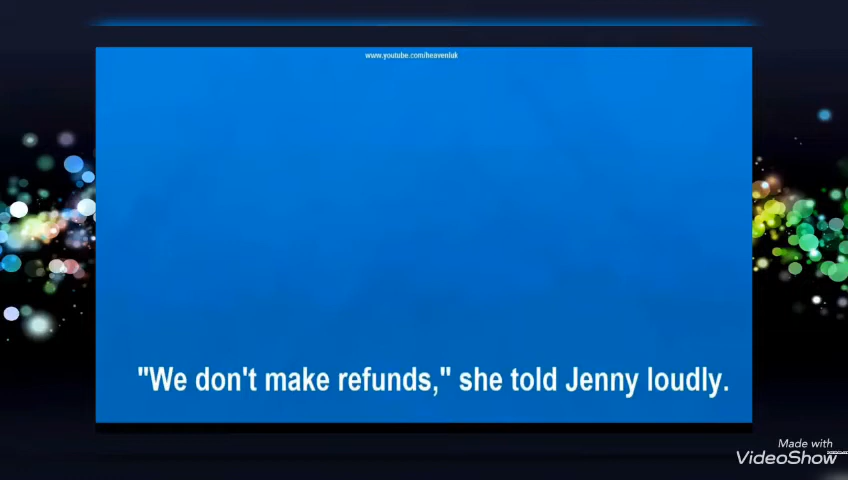 www.youtube.com/heavenluk
"We don't make refunds," she told Jenny loudly.
Made with
VideoShow